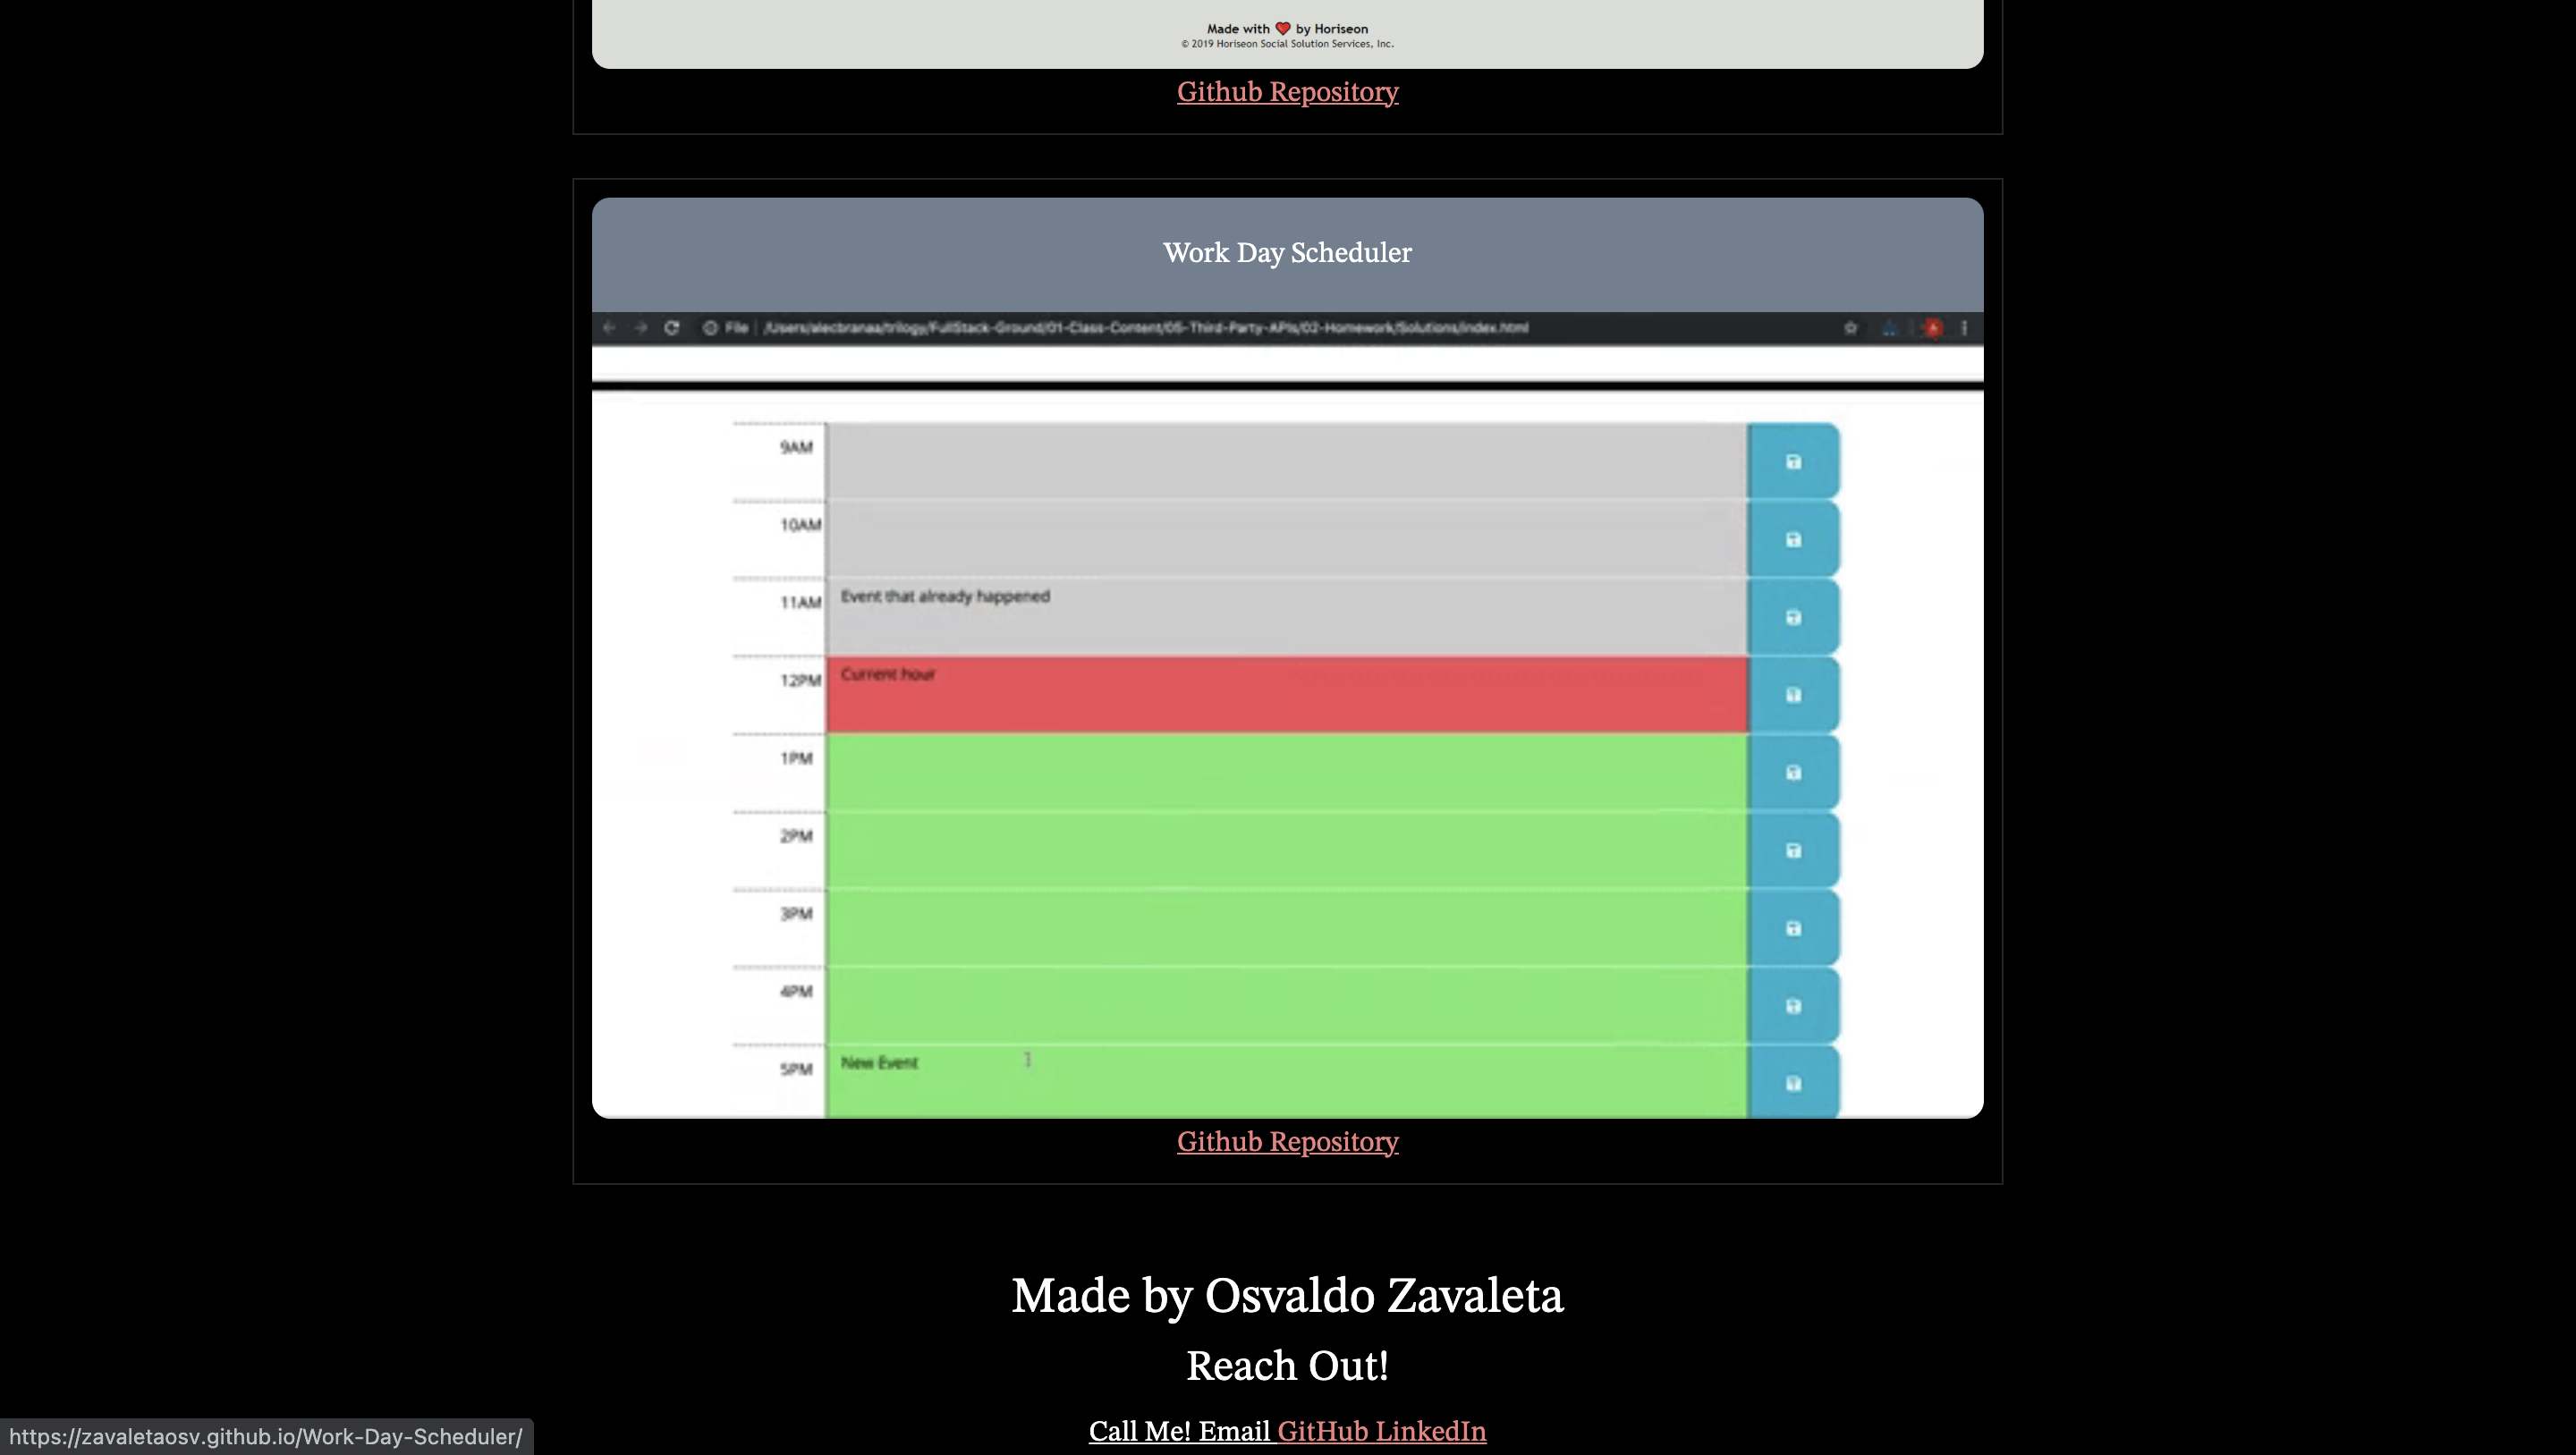 Made with ❤️ by Horiseon
© 2019 Horiseon Social Solution Services, Inc.
Github Repository
Work Day Scheduler
File /Users/alecbranaa/trilogy/FullStack-Ground/01-Class-Content/05-Third-Party-APIs/02-Homework/Solutions/index.html
9AM
10AM
11AM Event that already happened
12PM Current hour
1PM
2PM
3PM
4PM
5PM New Event
Github Repository
Made by Osvaldo Zavaleta
Reach Out!
Call Me! Email GitHub LinkedIn
https://zavaletaosv.github.io/Work-Day-Scheduler/